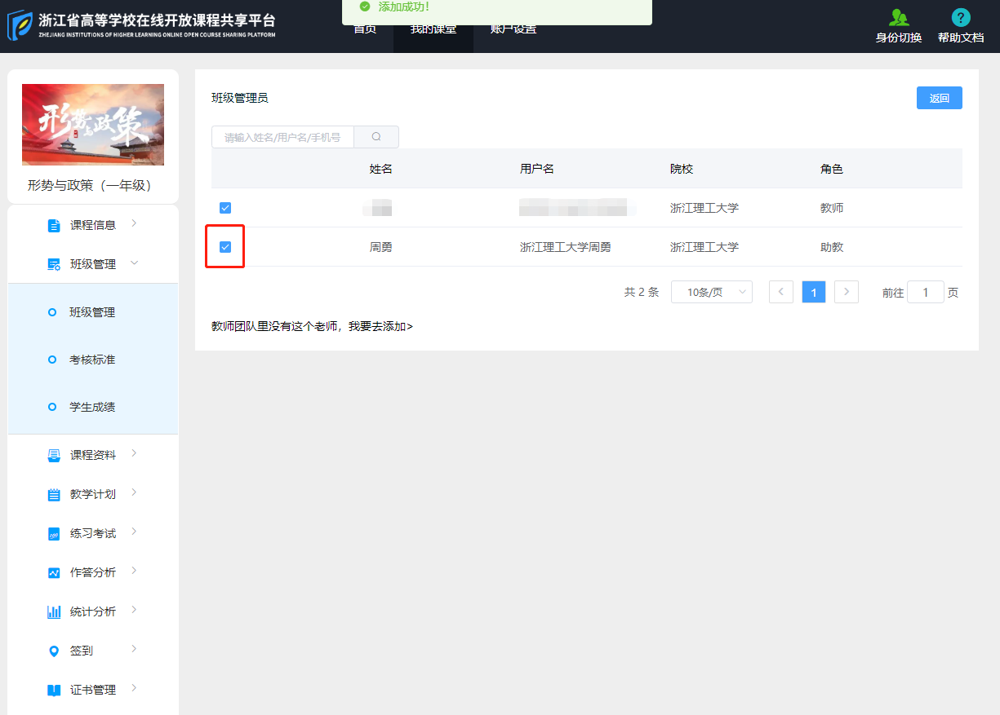 浙江省高等学校在线开放课程共享平台
ZHEJIANG INSTITUTIONS OF HIGHER LEARNING ONLINE OPEN COURSE SHARING PLATFORM
添加成功!
首页 我的课堂 账户设置
身份切换 帮助文档
形势与政策
形势与政策（一年级）
课程信息
班级管理
班级管理
考核标准
学生成绩
课程资料
教学计划
练习考试
作答分析
统计分析
签到
证书管理
班级管理员
返回
请输入姓名/用户名/手机号
姓名 用户名 院校 角色
浙江理工大学 教师
周勇 浙江理工大学周勇 浙江理工大学 助教
共 2 条 10条/页 1 前往 1 页
教师团队里没有这个老师，我要去添加>